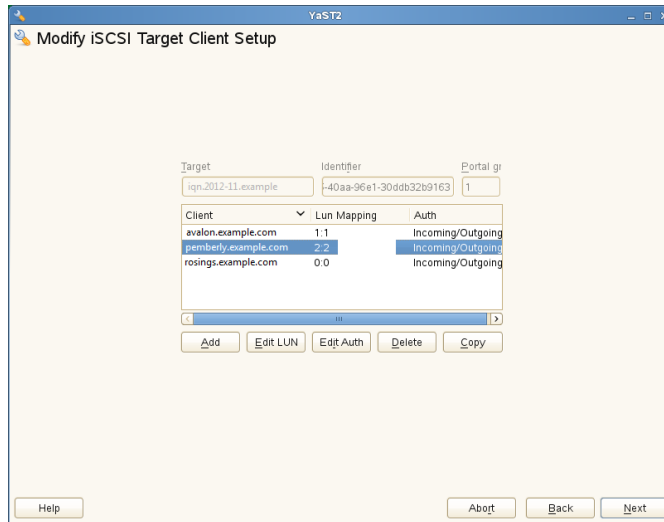 YaST2
Modify iSCSI Target Client Setup
Target Identifier Portal gr
iqn.2012-11.example -40aa-96e1-30ddb32b9163 1
Client Lun Mapping Auth
avalon.example.com 1:1 Incoming/Outgoing
pemberly.example.com 2:2 Incoming/Outgoing
rosings.example.com 0:0 Incoming/Outgoing
Add Edit LUN Edit Auth Delete Copy
Help Abort Back Next